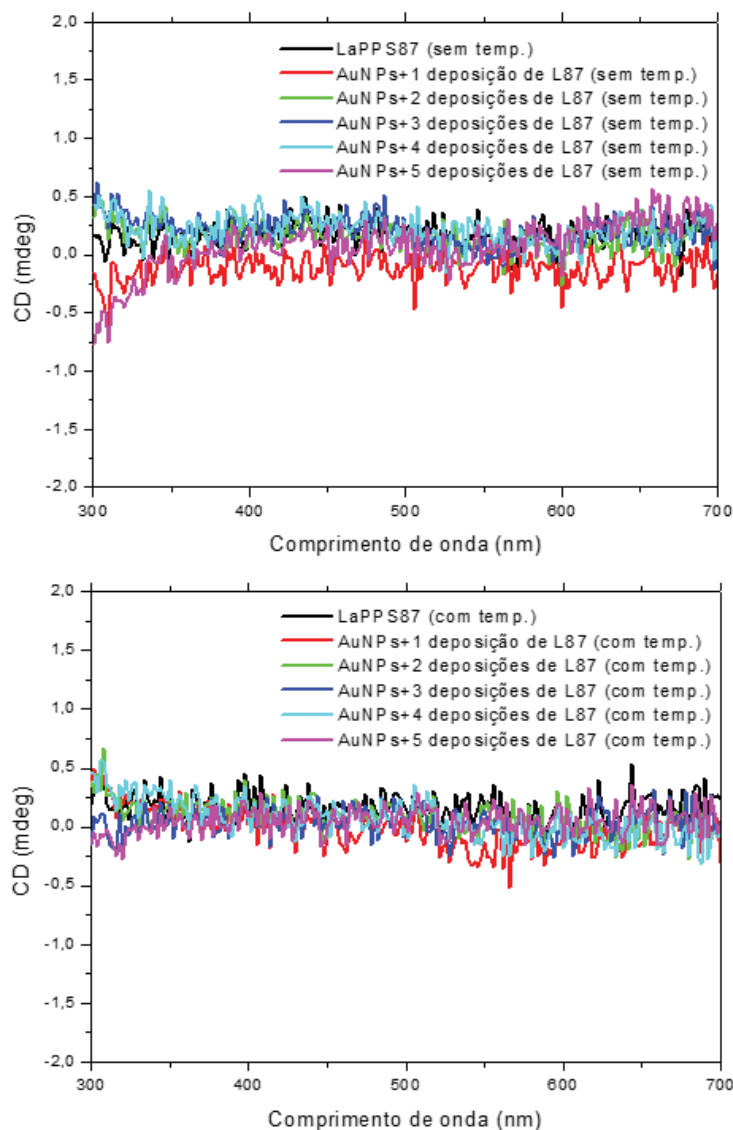 2,0
1,5
1,0
0,5
0,0
-0,5
-1,0
-1,5
-2,0
CD (mdeg)
LaPPS87 (sem temp.)
AuNPs+1 deposição de L87 (sem temp.)
AuNPs+2 deposições de L87 (sem temp.)
AuNPs+3 deposições de L87 (sem temp.)
AuNPs+4 deposições de L87 (sem temp.)
AuNPs+5 deposições de L87 (sem temp.)
300 400 500 600 700
Comprimento de onda (nm)
2,0
1,5
1,0
0,5
0,0
-0,5
-1,0
-1,5
-2,0
CD (mdeg)
LaPPS87 (com temp.)
AuNPs+1 deposição de L87 (com temp.)
AuNPs+2 deposições de L87 (com temp.)
AuNPs+3 deposições de L87 (com temp.)
AuNPs+4 deposições de L87 (com temp.)
AuNPs+5 deposições de L87 (com temp.)
300 400 500 600 700
Comprimento de onda (nm)